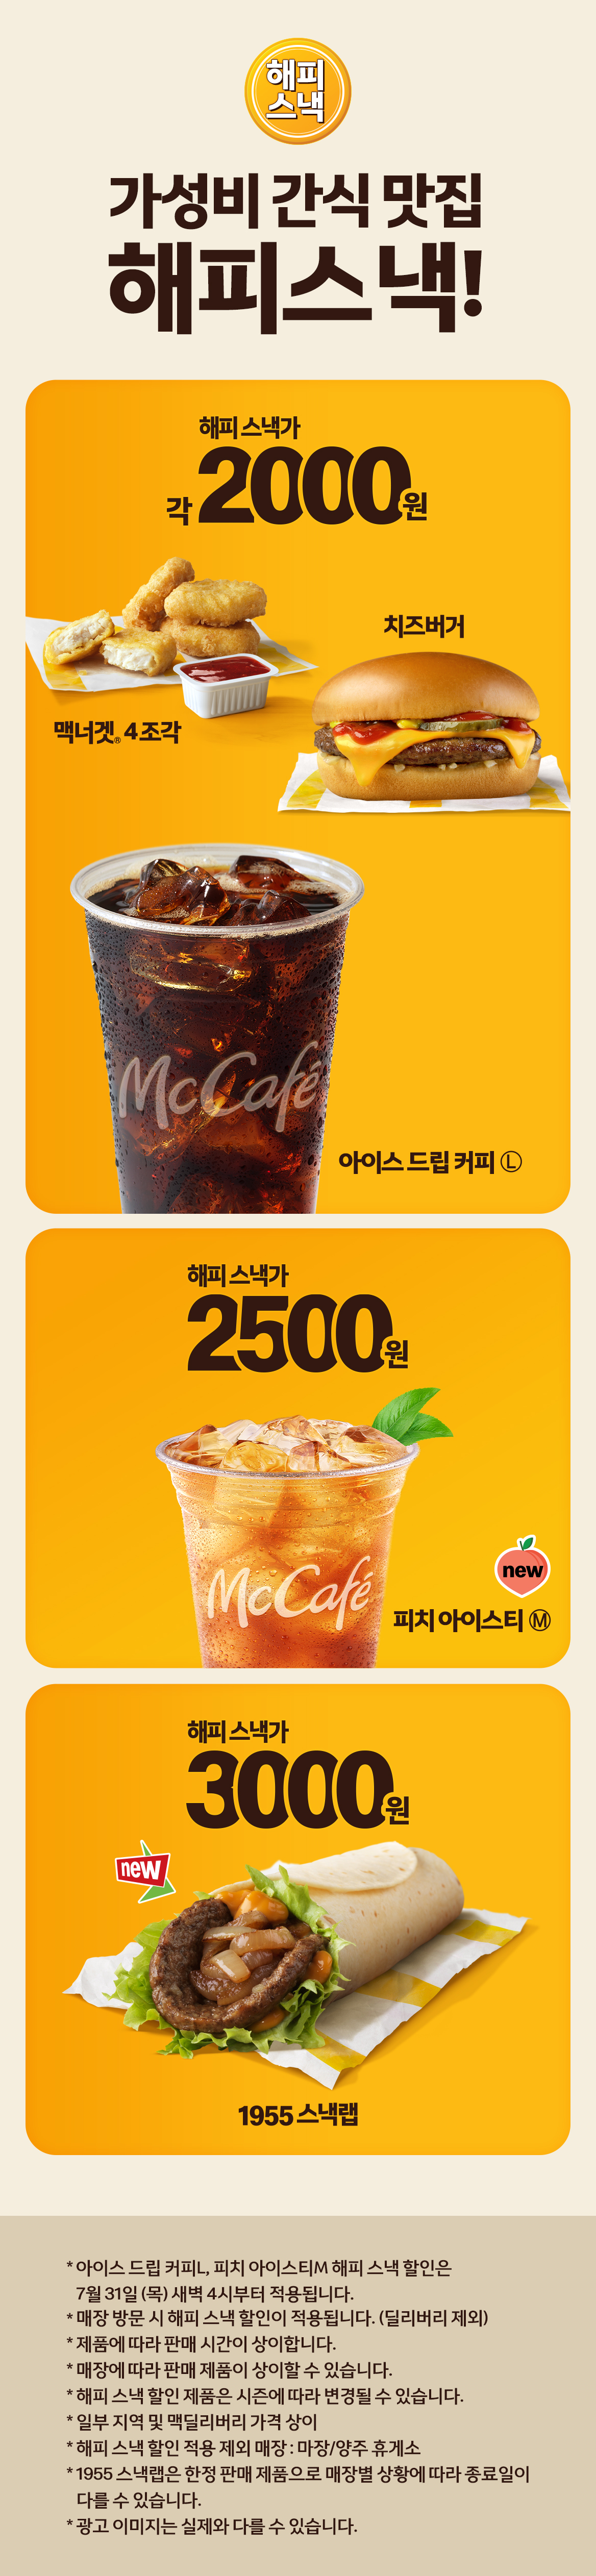 해피
스낵
가성비 간식 맛집
해피스낵!
해피 스낵가
각 2000원
치즈버거
맥너겟® 4조각
McCafé
아이스 드립 커피 Ⓛ
해피 스낵가
2500원
McCafé
new
피치 아이스티 Ⓜ
해피 스낵가
3000원
new
1955 스낵랩
* 아이스 드립 커피L, 피치 아이스티M 해피 스낵 할인은
7월 31일 (목) 새벽 4시부터 적용됩니다.
* 매장 방문 시 해피 스낵 할인이 적용됩니다. (딜리버리 제외)
* 제품에 따라 판매 시간이 상이합니다.
* 매장에 따라 판매 제품이 상이할 수 있습니다.
* 해피 스낵 할인 제품은 시즌에 따라 변경될 수 있습니다.
* 일부 지역 및 맥딜리버리 가격 상이
* 해피 스낵 할인 적용 제외 매장 : 마장/양주 휴게소
* 1955 스낵랩은 한정 판매 제품으로 매장별 상황에 따라 종료일이
다를 수 있습니다.
* 광고 이미지는 실제와 다를 수 있습니다.